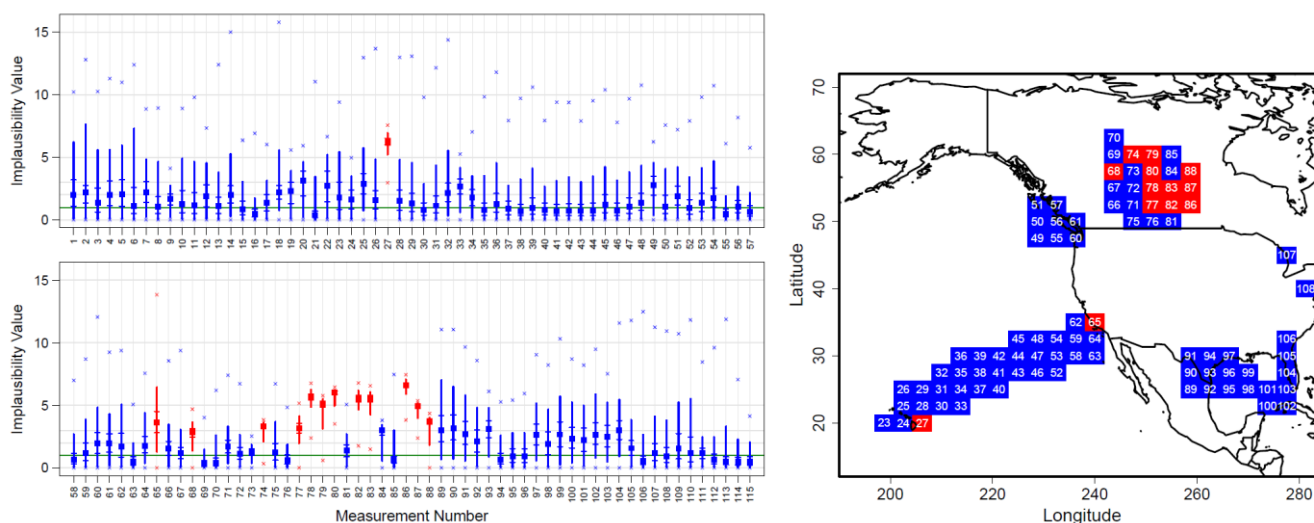 Implausibility Value
15
10
5
0
1 2 3 4 5 6 7 8 9 10 11 12 13 14 15 16 17 18 19 20 21 22 23 24 25 26 27 28 29 30 31 32 33 34 35 36 37 38 39 40 41 42 43 44 45 46 47 48 49 50 51 52 53 54 55 56 57
Implausibility Value
15
10
5
0
58 59 60 61 62 63 64 65 66 67 68 69 70 71 72 73 74 75 76 77 78 79 80 81 82 83 84 85 86 87 88 89 90 91 92 93 94 95 96 97 98 99 100 101 102 103 104 105 106 107 108 109 110 111 112 113 114 115
Measurement Number
Latitude
70
60
50
40
30
20
70
69 74 79 85
68 73 80 84 88
67 72 78 83 87
51 57 66 71 77 82 86
50 56 61 75 76 81
49 55 60
107
108
62 65
45 48 54 59 64 106
36 39 42 44 47 53 58 63 91 94 97 105
32 35 38 41 43 46 52 90 93 96 99 104
26 29 31 34 37 40 89 92 95 98 101 103
25 28 30 33 100 102
23 24 27
200 220 240 260 280
Longitude